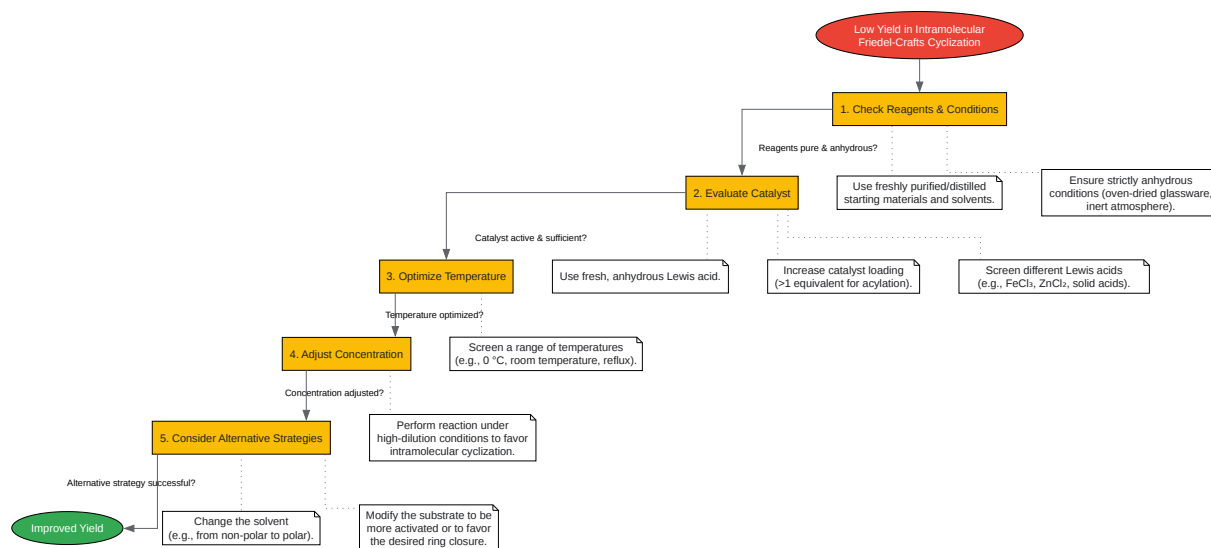 Low Yield in Intramolecular
Friedel-Crafts Cyclization
1. Check Reagents & Conditions
Reagents pure & anhydrous?
Use freshly purified/distilled
starting materials and solvents.
Ensure strictly anhydrous
conditions (oven-dried glassware,
inert atmosphere).
2. Evaluate Catalyst
Catalyst active & sufficient?
Use fresh, anhydrous Lewis acid.
Increase catalyst loading
(>1 equivalent for acylation).
Screen different Lewis acids
(e.g., FeCl₃, ZnCl₂, solid acids).
3. Optimize Temperature
Temperature optimized?
Screen a range of temperatures
(e.g., 0 °C, room temperature, reflux).
4. Adjust Concentration
Concentration adjusted?
Perform reaction under
high-dilution conditions to favor
intramolecular cyclization.
5. Consider Alternative Strategies
Alternative strategy successful?
Change the solvent
(e.g., from non-polar to polar).
Modify the substrate to be
more activated or to favor
the desired ring closure.
Improved Yield